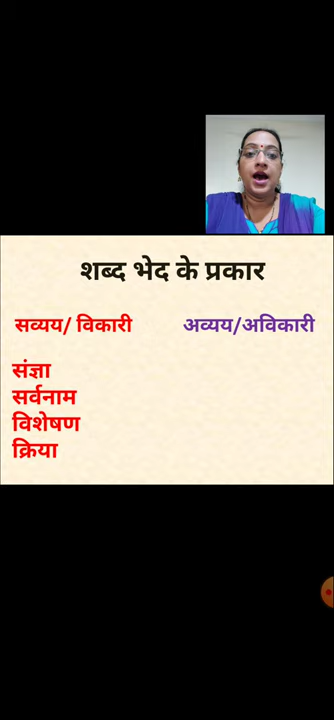 शब्द भेद के प्रकार
सव्यय/ विकारी
अव्यय/अविकारी
संज्ञा
सर्वनाम
विशेषण
क्रिया